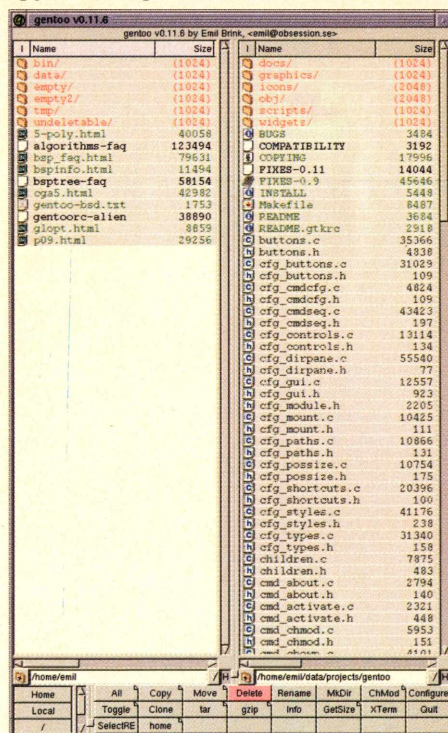 gentoo v0.11.6
gentoo v0.11.6 by Emil Brink, <emil@obsession.se>
I Name Size
bin/ (1024)
data/ (1024)
empty/ (1024)
empty2/ (1024)
tmp/ (1024)
undeletable/ (1024)
5-poly.html 40058
algorithms-faq 123494
bsp_faq.html 79631
bspinfo.html 11494
bsptree-faq 58154
cga5.html 42982
gentoo-bsd.txt 1753
gentoorc-alien 38890
glopt.html 8859
p09.html 29256
/home/emil
I Name Size
docs/ (1024)
graphics/ (1024)
icons/ (2048)
obj/ (2048)
scripts/ (1024)
widgets/ (1024)
BUGS 3484
COMPATIBILITY 3192
COPYING 17996
FIXES-0.11 14044
FIXES-0.9 45646
INSTALL 5448
Makefile 8487
README 3684
README.gtkrc 2918
buttons.c 35366
buttons.h 4838
cfg_buttons.c 31029
cfg_buttons.h 109
cfg_cmdcfg.c 4824
cfg_cmdcfg.h 109
cfg_cmdseq.c 43423
cfg_cmdseq.h 197
cfg_controls.c 13114
cfg_controls.h 134
cfg_dirpane.c 55540
cfg_dirpane.h 77
cfg_gui.c 12557
cfg_gui.h 923
cfg_module.h 2205
cfg_mount.c 10425
cfg_mount.h 111
cfg_paths.c 10866
cfg_paths.h 131
cfg_possize.c 10754
cfg_possize.h 175
cfg_shortcuts.c 20396
cfg_shortcuts.h 100
cfg_styles.c 41176
cfg_styles.h 238
cfg_types.c 31340
cfg_types.h 158
children.c 7875
children.h 483
cmd_about.c 2794
cmd_about.h 140
cmd_activate.c 2321
cmd_activate.h 448
cmd_chmod.c 5953
cmd_chmod.h 151
cmd_chown.c 4101
/home/emil/data/projects/gentoo
/ H
/ H
Home All Copy Move Delete Rename MkDir ChMod Configure
Local Toggle Clone tar gzip Info GetSize XTerm Quit
/ SelectRE home